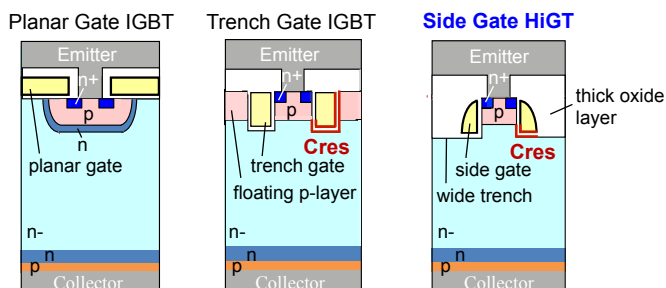 Planar Gate IGBT
Emitter
n+
p
n
planar gate
n-
n
p
Collector
Trench Gate IGBT
Emitter
n+
p
Cres
trench gate
floating p-layer
n-
n
p
Collector
Side Gate HiGT
Emitter
n+
p
thick oxide
layer
Cres
side gate
wide trench
n-
n
p
Collector